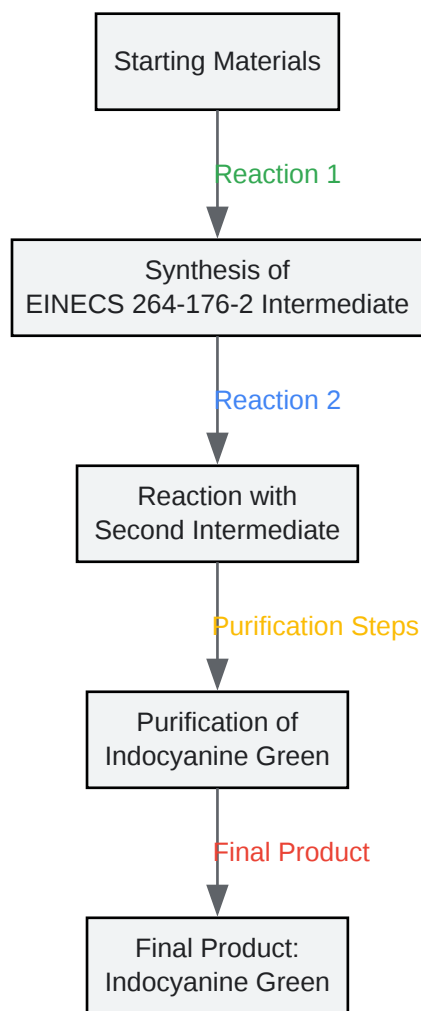 Starting Materials
Reaction 1
Synthesis of
EINECS 264-176-2 Intermediate
Reaction 2
Reaction with
Second Intermediate
Purification Steps
Purification of
Indocyanine Green
Final Product
Final Product:
Indocyanine Green